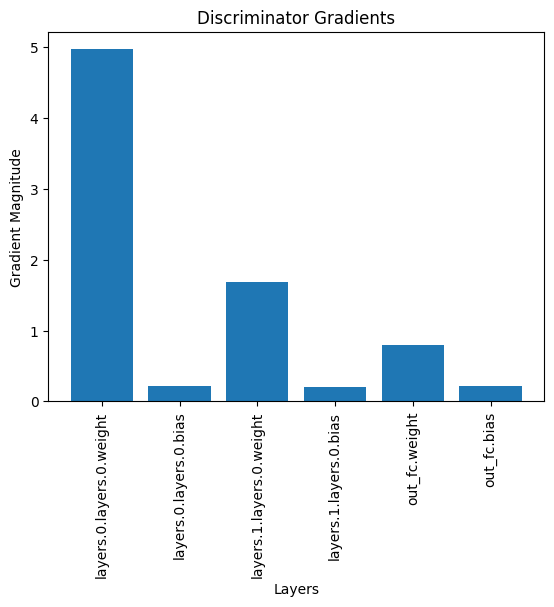 Discriminator Gradients
Gradient Magnitude
5
4
3
2
1
0
layers.0.layers.0.weight
layers.0.layers.0.bias
layers.1.layers.0.weight
layers.1.layers.0.bias
out_fc.weight
out_fc.bias
Layers